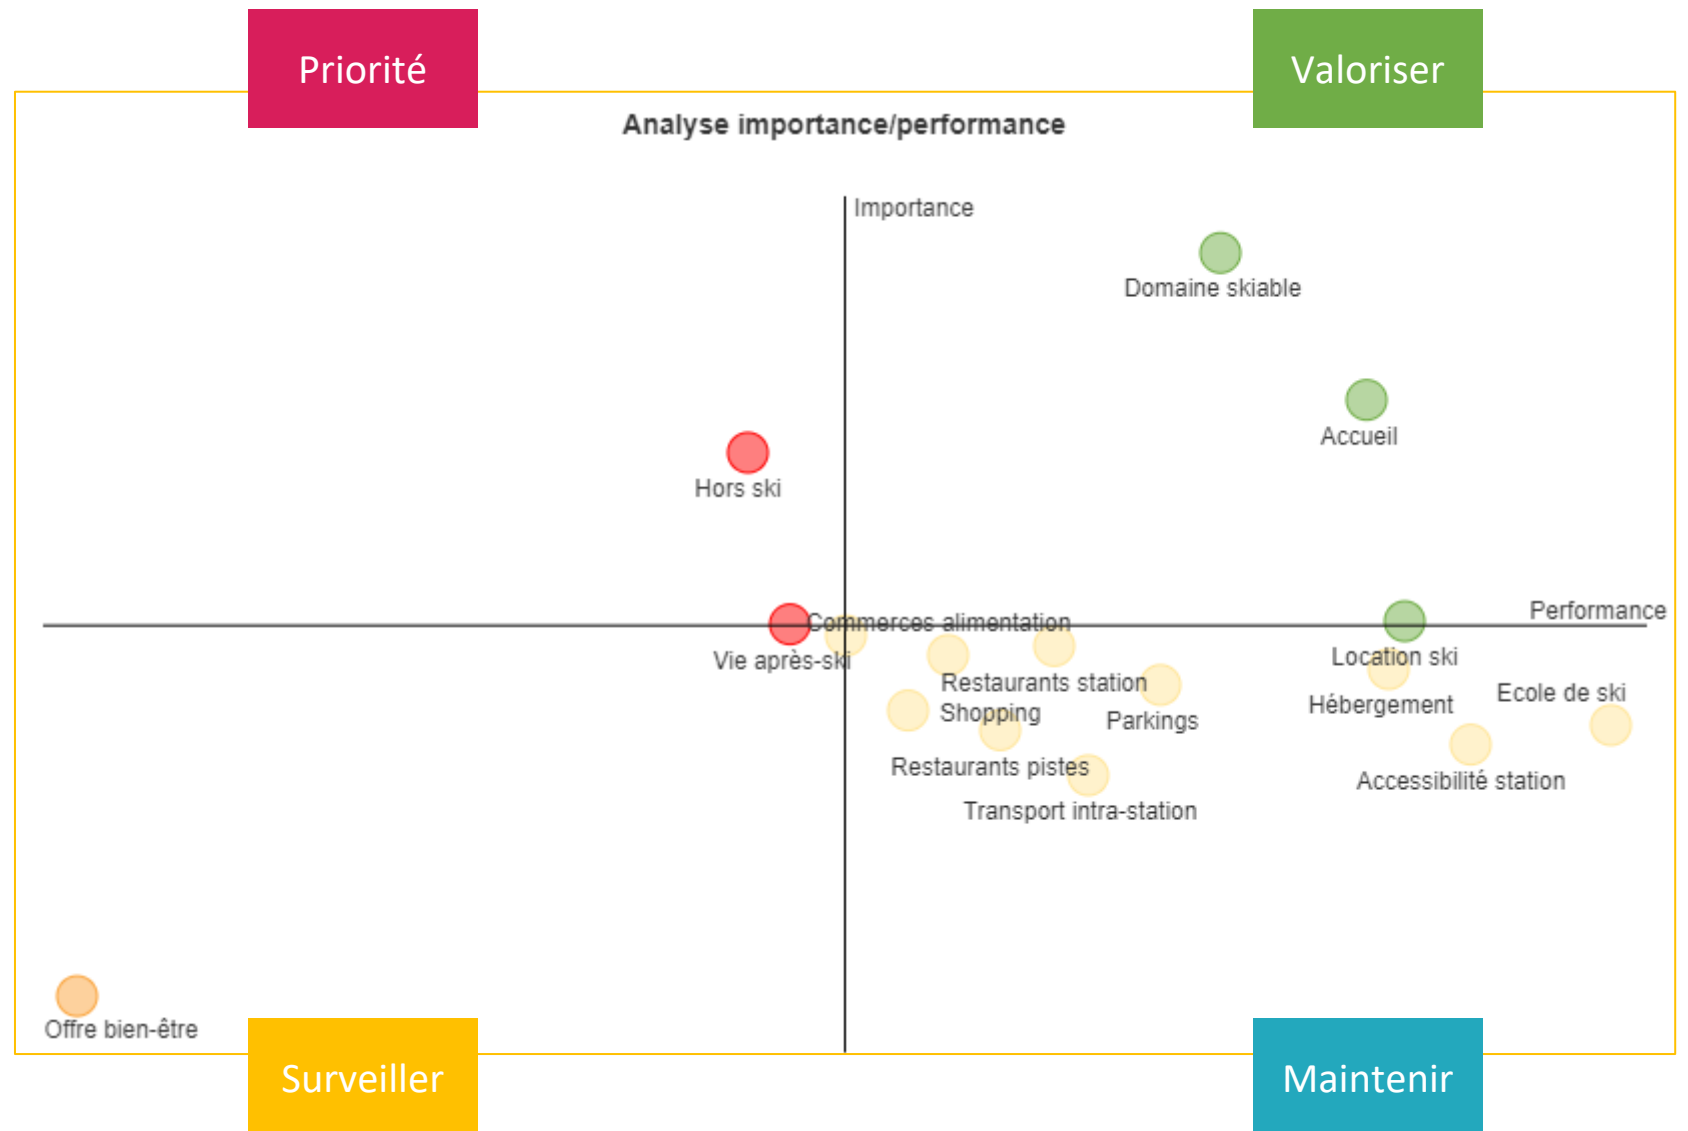 Priorité
Valoriser
Analyse importance/performance
Importance
Domaine skiable
Accueil
Hors ski
Performance
Commerces alimentation
Vie après-ski
Location ski
Restaurants station
Ecole de ski
Hébergement
Shopping
Parkings
Restaurants pistes
Accessibilité station
Transport intra-station
Offre bien-être
Surveiller
Maintenir